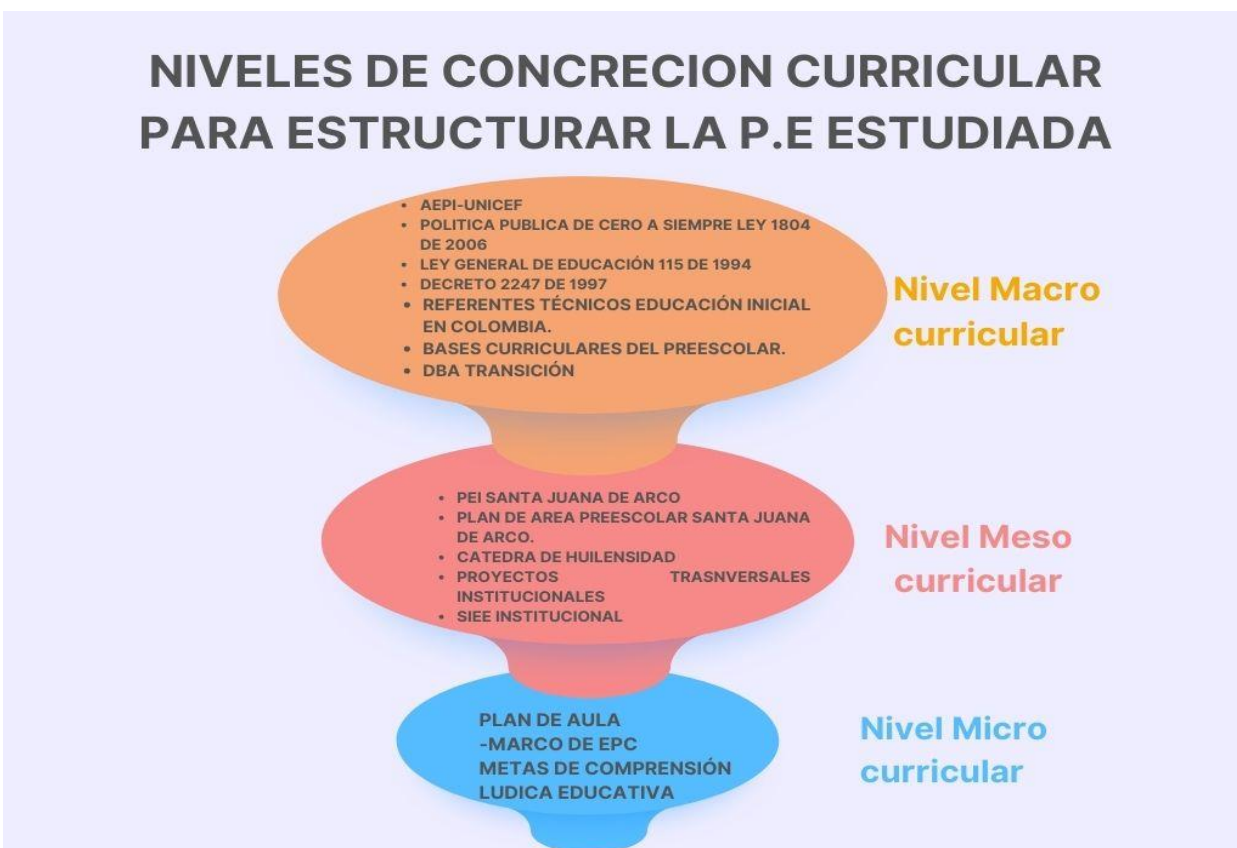 NIVELES DE CONCRECION CURRICULAR
PARA ESTRUCTURAR LA P.E ESTUDIADA
• AEPI-UNICEF
• POLITICA PUBLICA DE CERO A SIEMPRE LEY 1804
DE 2006
• LEY GENERAL DE EDUCACIÓN 115 DE 1994
• DECRETO 2247 DE 1997
• REFERENTES TÉCNICOS EDUCACIÓN INICIAL
EN COLOMBIA.
• BASES CURRICULARES DEL PREESCOLAR.
• DBA TRANSICIÓN
Nivel Macro
curricular
• PEI SANTA JUANA DE ARCO
• PLAN DE AREA PREESCOLAR SANTA JUANA
DE ARCO.
• CATEDRA DE HUILENSIDAD
• PROYECTOS TRASNVERSALES
INSTITUCIONALES
• SIEE INSTITUCIONAL
Nivel Meso
curricular
PLAN DE AULA
-MARCO DE EPC
METAS DE COMPRENSIÓN
LUDICA EDUCATIVA
Nivel Micro
curricular